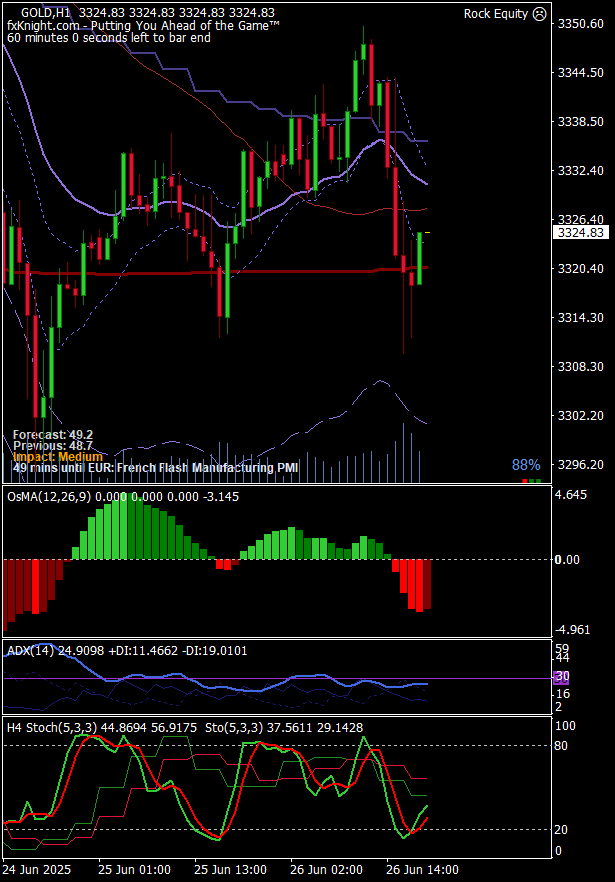 GOLD,H1 3324.83 3324.83 3324.83 3324.83
Rock Equity ☹
fxKnight.com - Putting You Ahead of the Game™
60 minutes 0 seconds left to bar end
3350.60
3344.50
3338.50
3332.40
3326.40
3324.83
3320.40
3314.30
3308.30
3302.20
3296.20
Forecast: 49.2
Previous: 48.7
Impact: Medium
49 mins until EUR: French Flash Manufacturing PMI
88%
OsMA(12,26,9) 0.000 0.000 0.000 -3.145
4.645
0.00
-4.961
ADX(14) 24.9098 +DI:11.4662 -DI:19.0101
59
44
30
16
2
H4 Stoch(5,3,3) 44.8694 56.9175 Sto(5,3,3) 37.5611 29.1428
100
80
20
0
24 Jun 2025 25 Jun 01:00 25 Jun 13:00 26 Jun 02:00 26 Jun 14:00